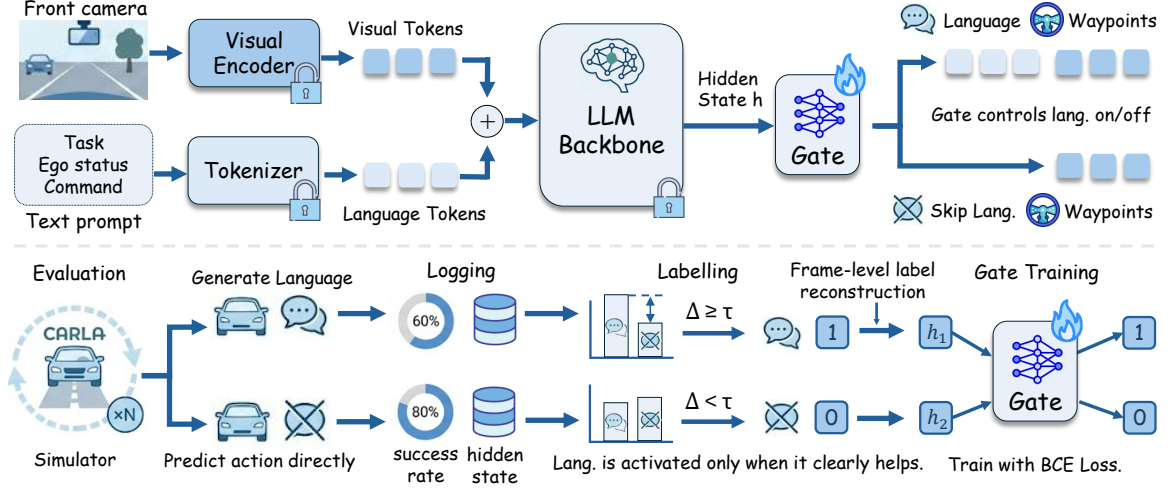 Front camera
Visual
Encoder
Visual Tokens
Task
Ego status
Command
Text prompt
Tokenizer
Language Tokens
+
LLM
Backbone
Hidden
State h
Gate
Language
Waypoints
Gate controls lang. on/off
Skip Lang.
Waypoints
Evaluation
CARLA
×N
Simulator
Generate Language
Predict action directly
Logging
60%
80%
success
rate
hidden
state
Labelling
Δ ≥ τ
Δ < τ
1
0
Lang. is activated only when it clearly helps.
Frame-level label
reconstruction
h₁
h₂
Gate Training
Gate
1
0
Train with BCE Loss.